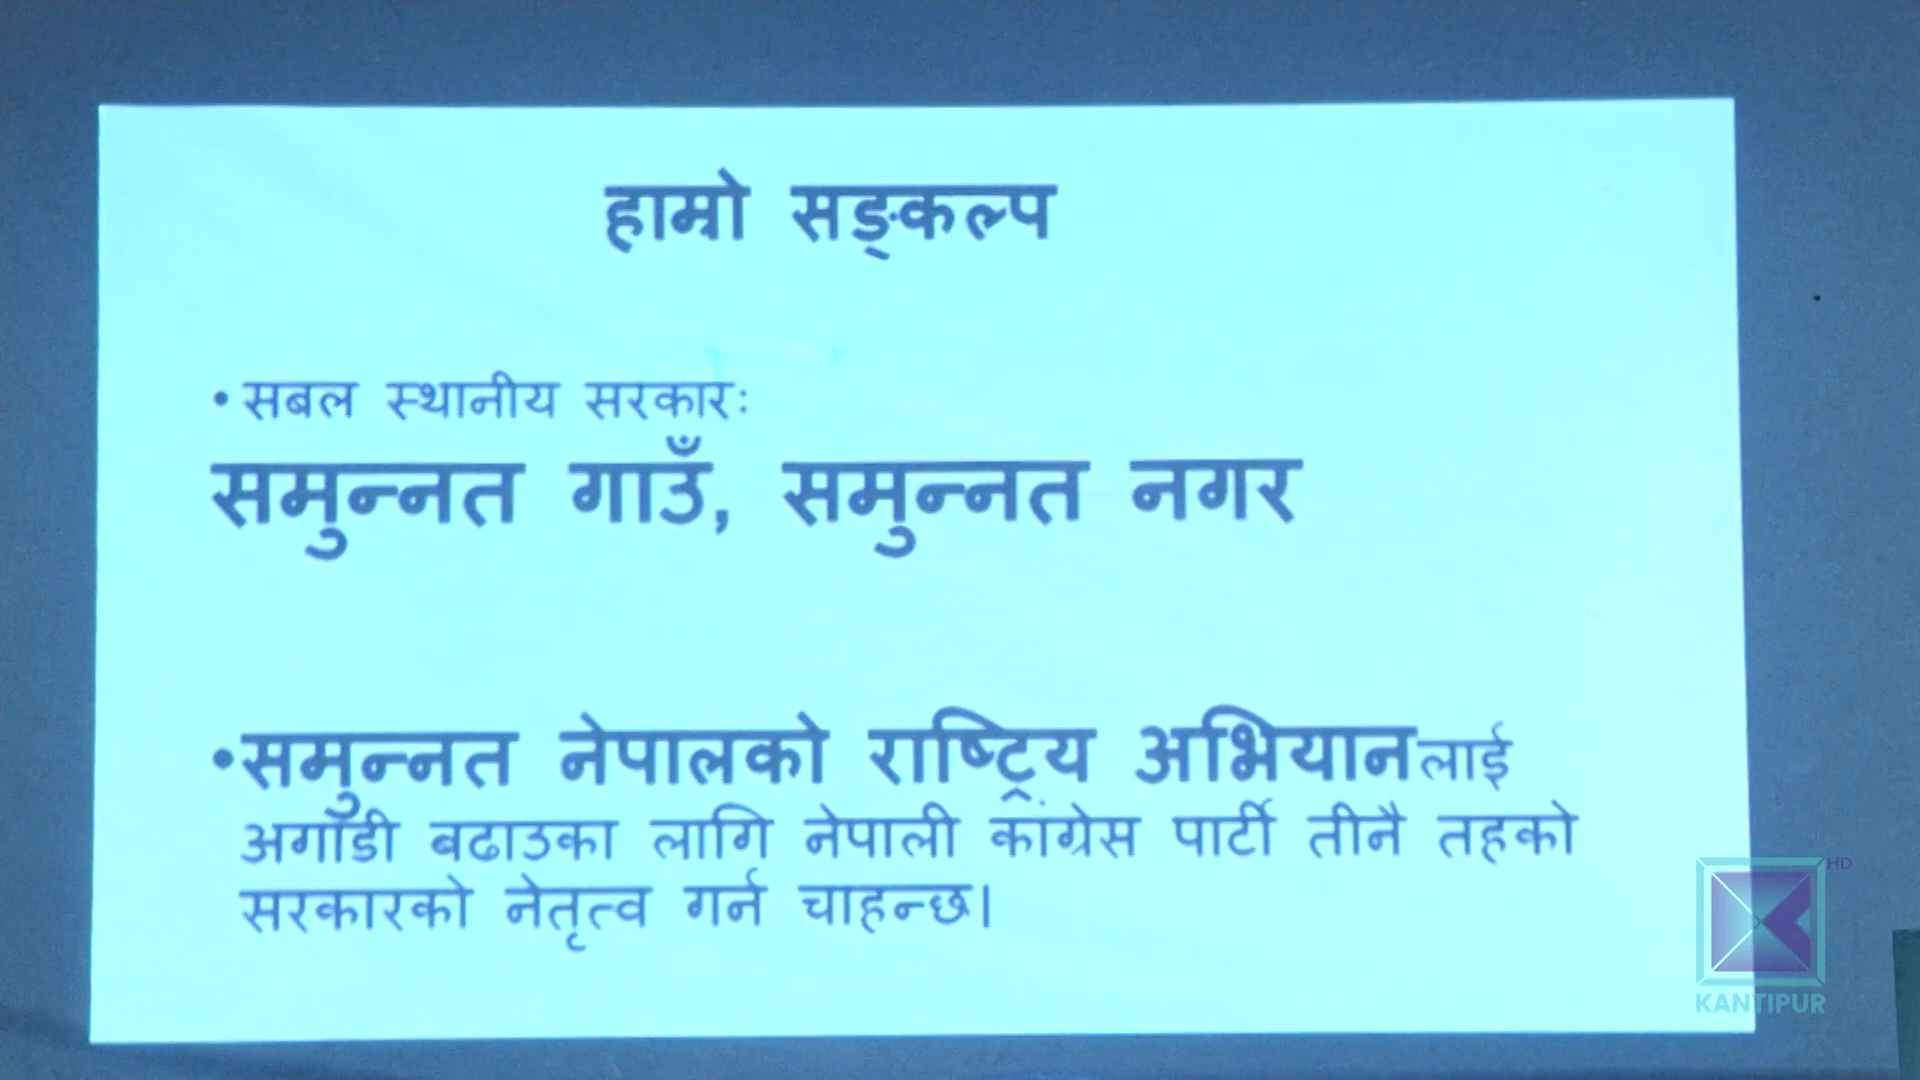 हाम्रो सङ्कल्प
• सबल स्थानीय सरकारः
समुन्नत गाउँ, समुन्नत नगर
• समुन्नत नेपालको राष्ट्रिय अभियानलाई
अगाडी बढाउका लागि नेपाली कांग्रेस पार्टी तीनै तहको
सरकारको नेतृत्व गर्न चाहन्छ।
HD
KANTIPUR